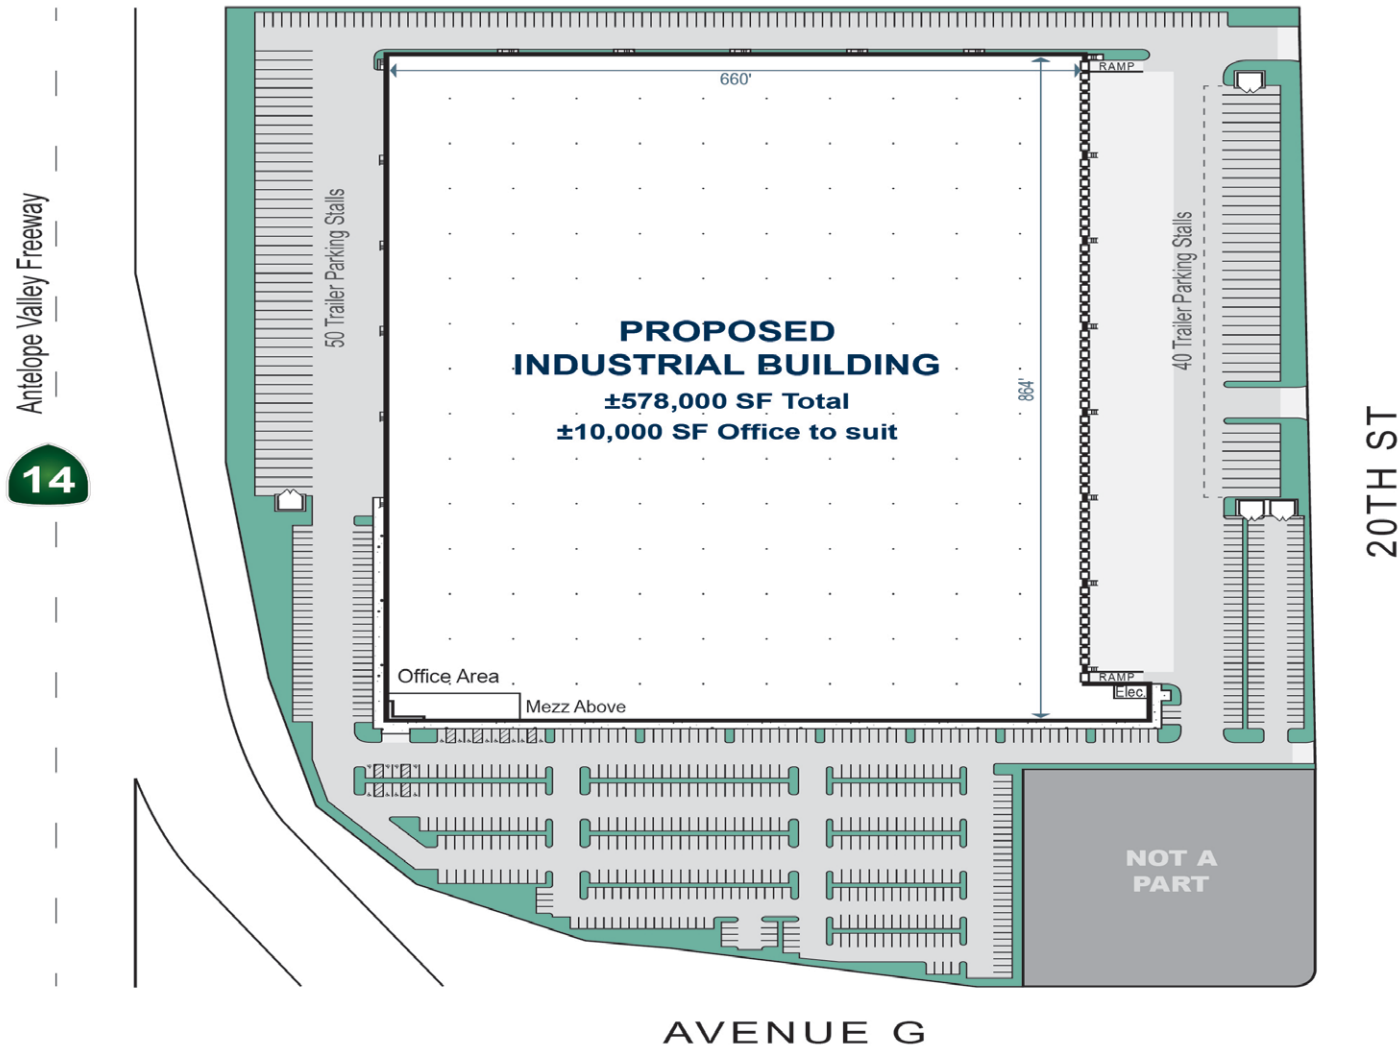 660'
RAMP
Antelope Valley Freeway
50 Trailer Parking Stalls
40 Trailer Parking Stalls
PROPOSED
INDUSTRIAL BUILDING
±578,000 SF Total
±10,000 SF Office to suit
864'
14
20TH ST
Office Area
Mezz Above
RAMP
Elec.
NOT A
PART
AVENUE G